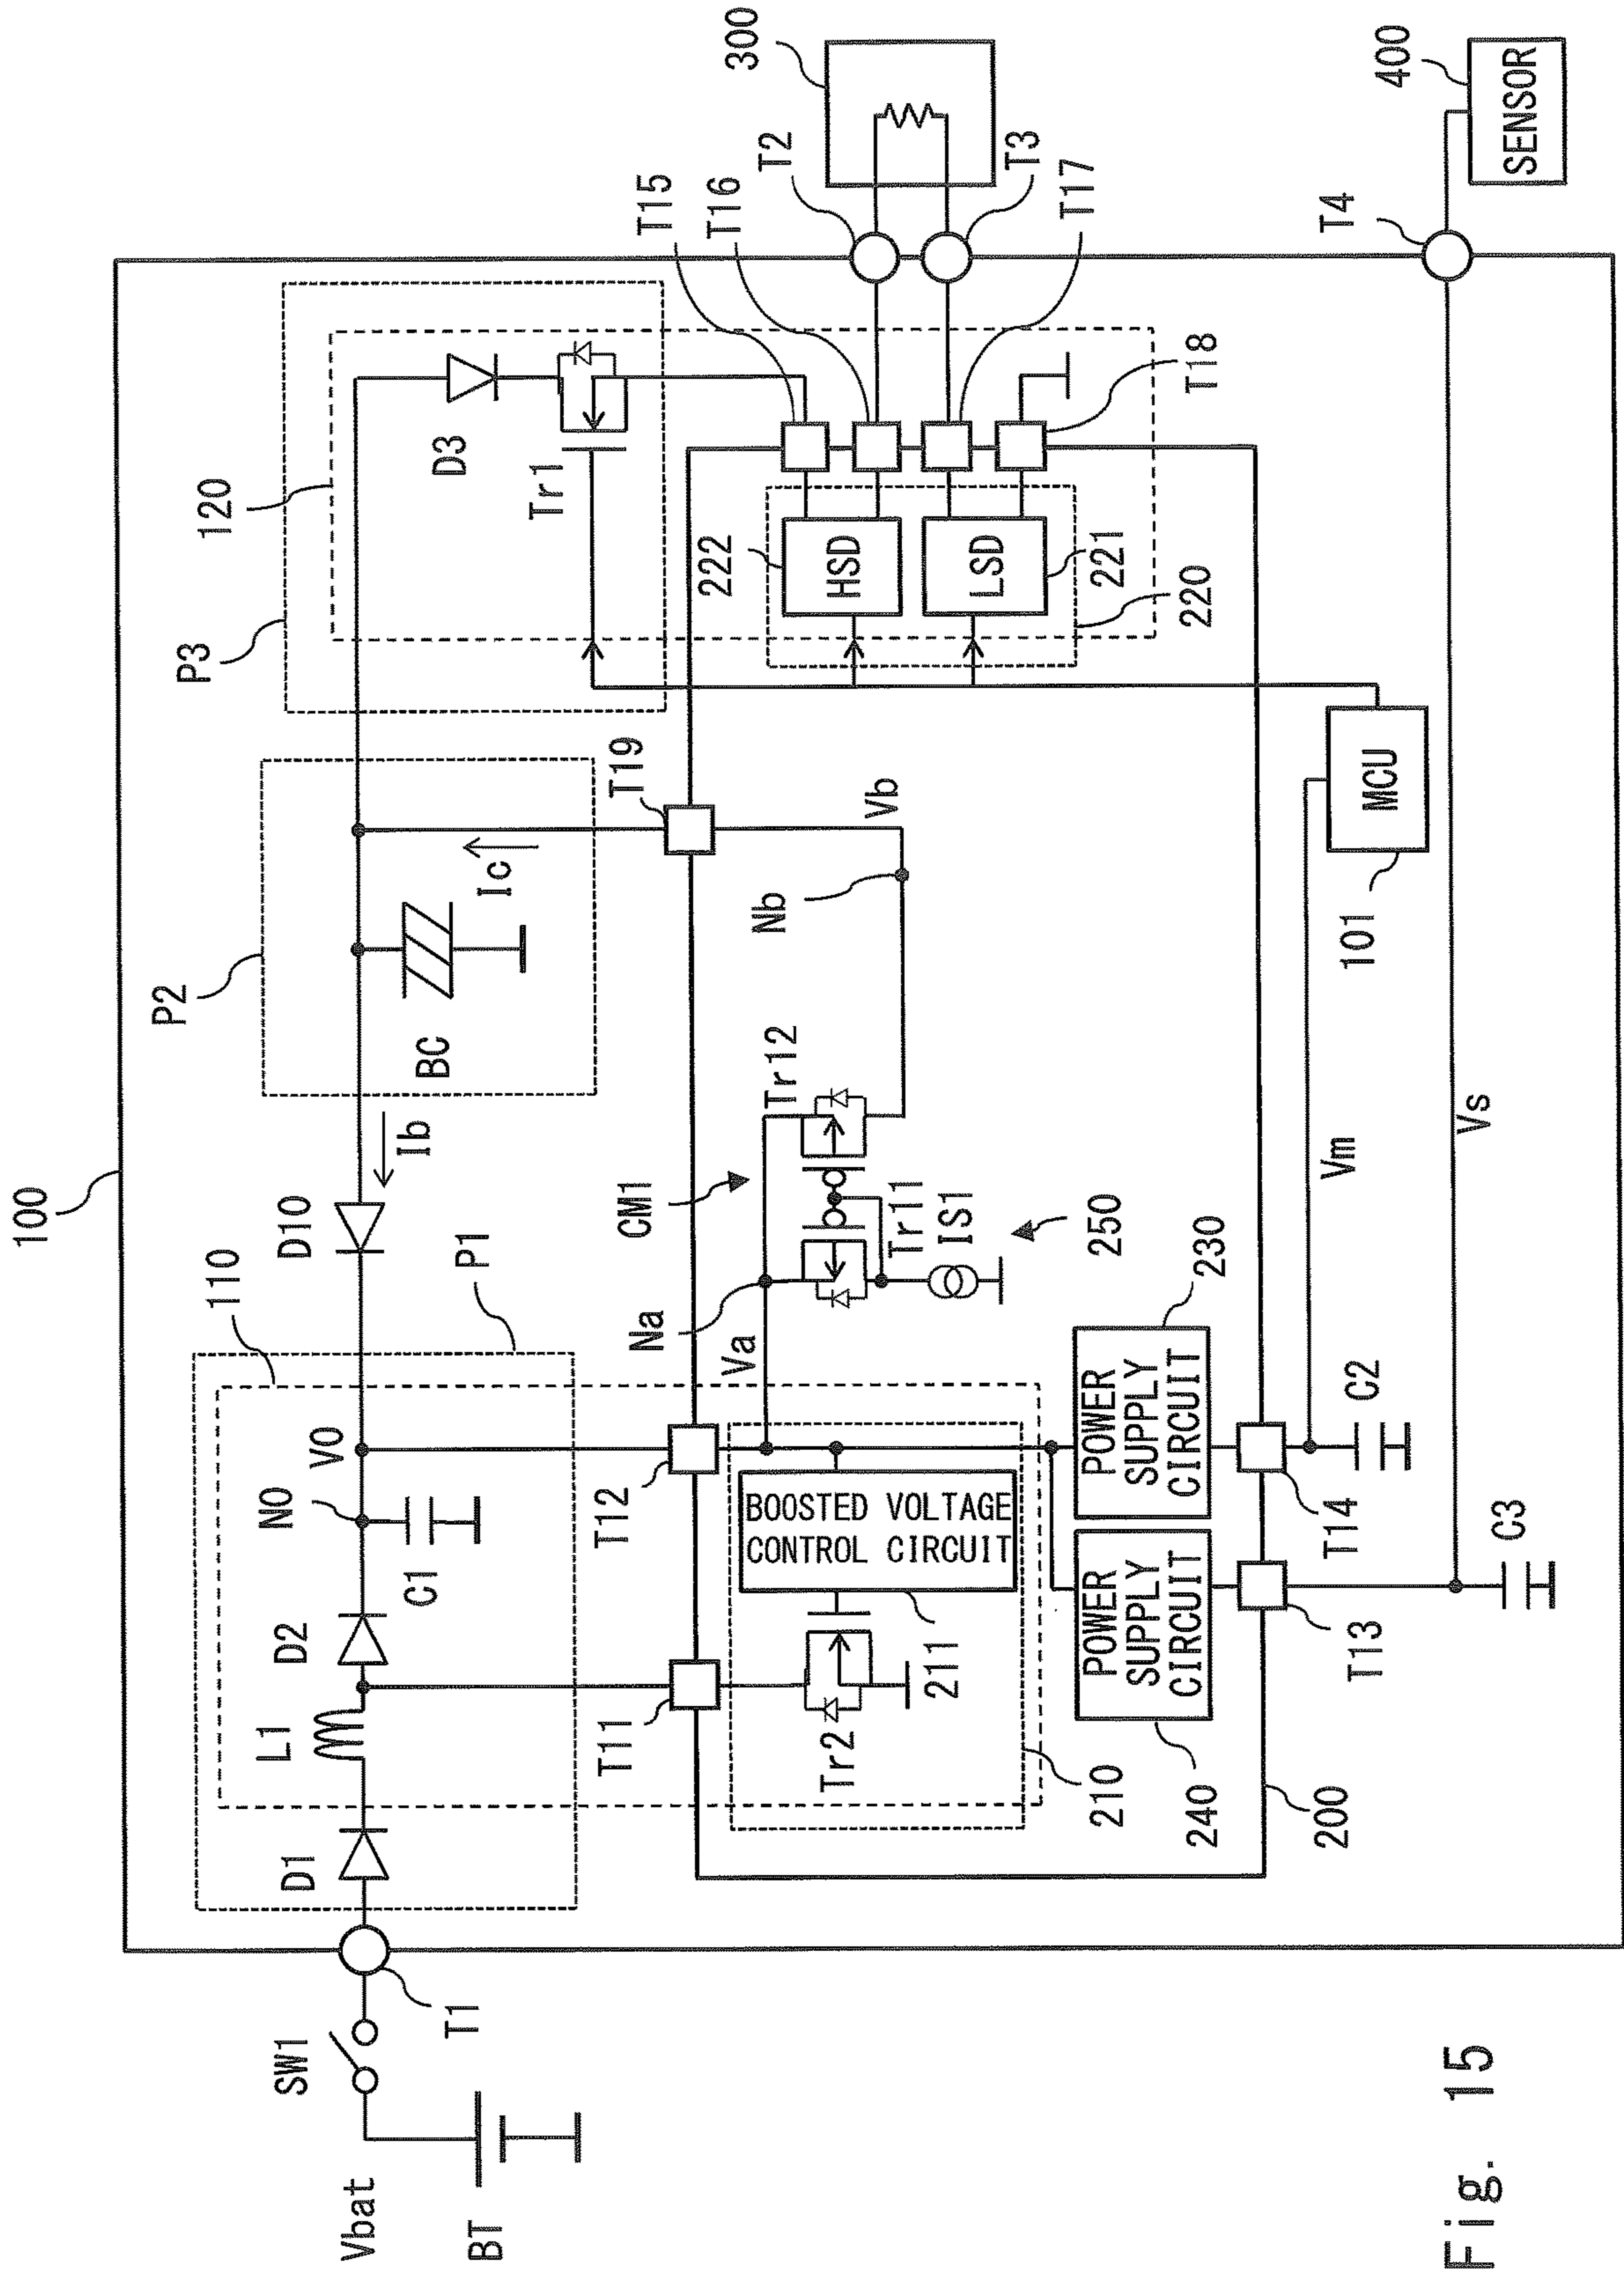 100
110
P1
D10
Ib
P2
BC
Ic
T19
P3
120
D3
Tr1
T15
T16
T2
300
T3
T17
T18
T4
400
SENSOR
Vbat
BT
SW1
T1
D1
L1
D2
C1
N0
V0
T11
T12
Tr2
211
BOOSTED VOLTAGE
CONTROL CIRCUIT
210
Va
Na
CM1
Tr12
Tr11
IS1
250
Nb
Vb
222
HSD
LSD
221
220
230
POWER
SUPPLY
CIRCUIT
POWER
SUPPLY
CIRCUIT
240
200
T13
T14
C2
C3
Vm
Vs
101
MCU
Fig. 15